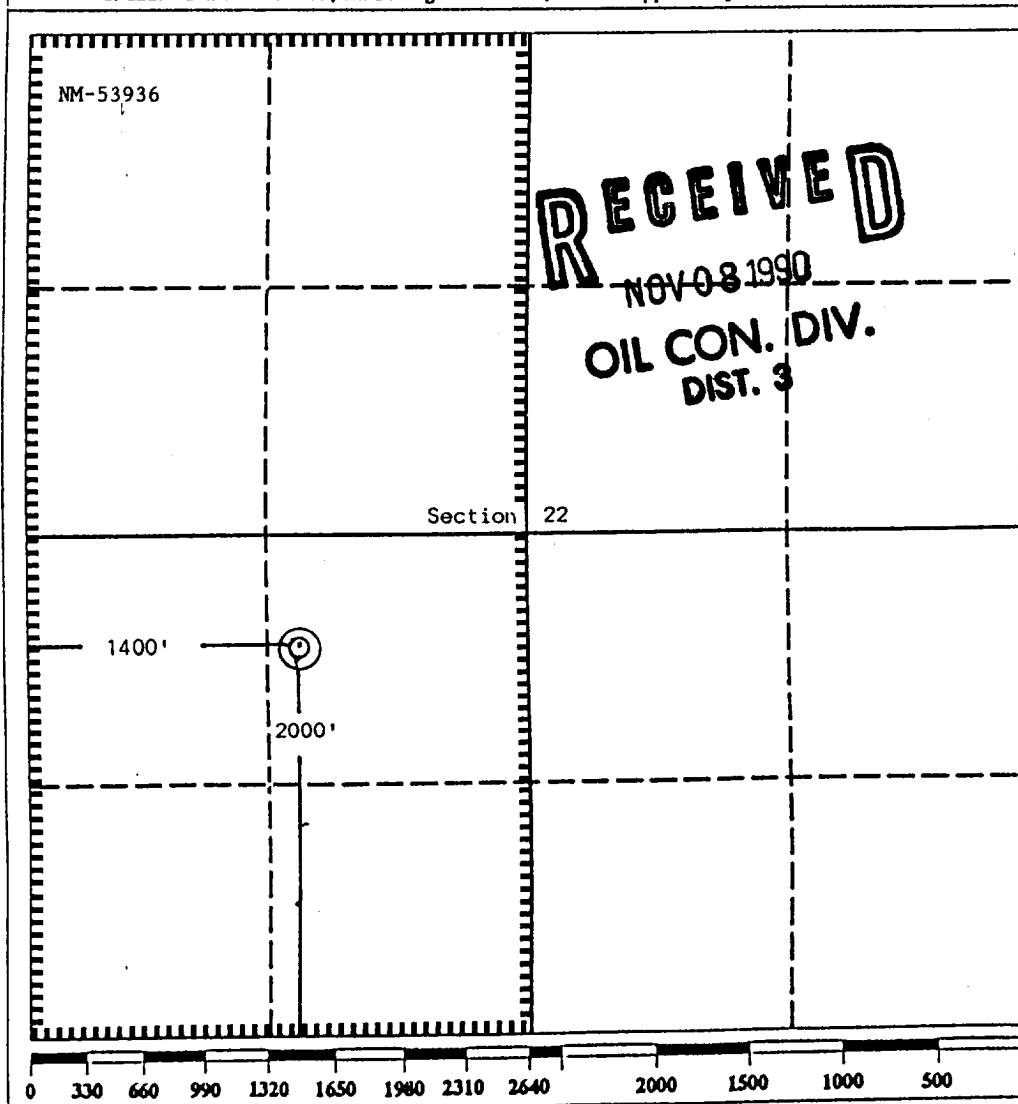 NM-53936
RECEIVED
NOV 08 1990
OIL CON. DIV.
DIST. 3
Section 22
1400'
2000'
0 330 660 990 1320 1650 1980 2310 2640 2000 1500 1000 500